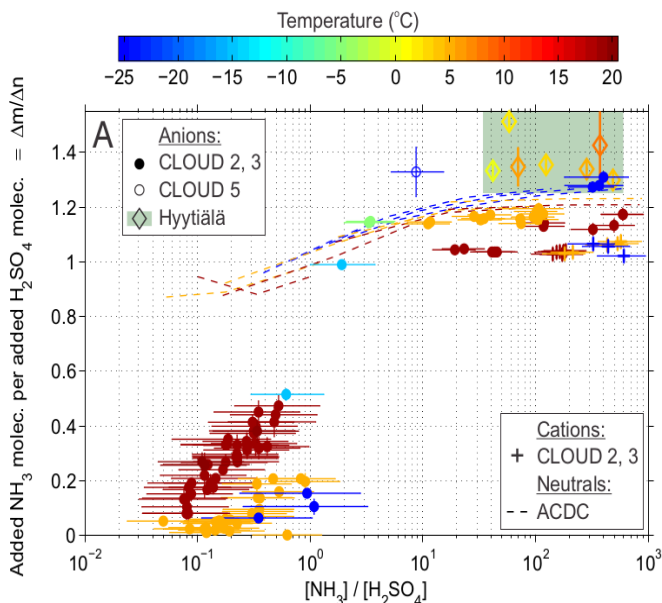 Temperature (°C)
−25 −20 −15 −10 −5 0 5 10 15 20
Added NH3 molec. per added H2SO4 molec. = Δm/Δn
A
Anions:
CLOUD 2, 3
CLOUD 5
Hyytiälä
1.4
1.2
1
0.8
0.6
0.4
0.2
0
Cations:
CLOUD 2, 3
Neutrals:
ACDC
10−2 10−1 100 101 102 103
[NH3] / [H2SO4]